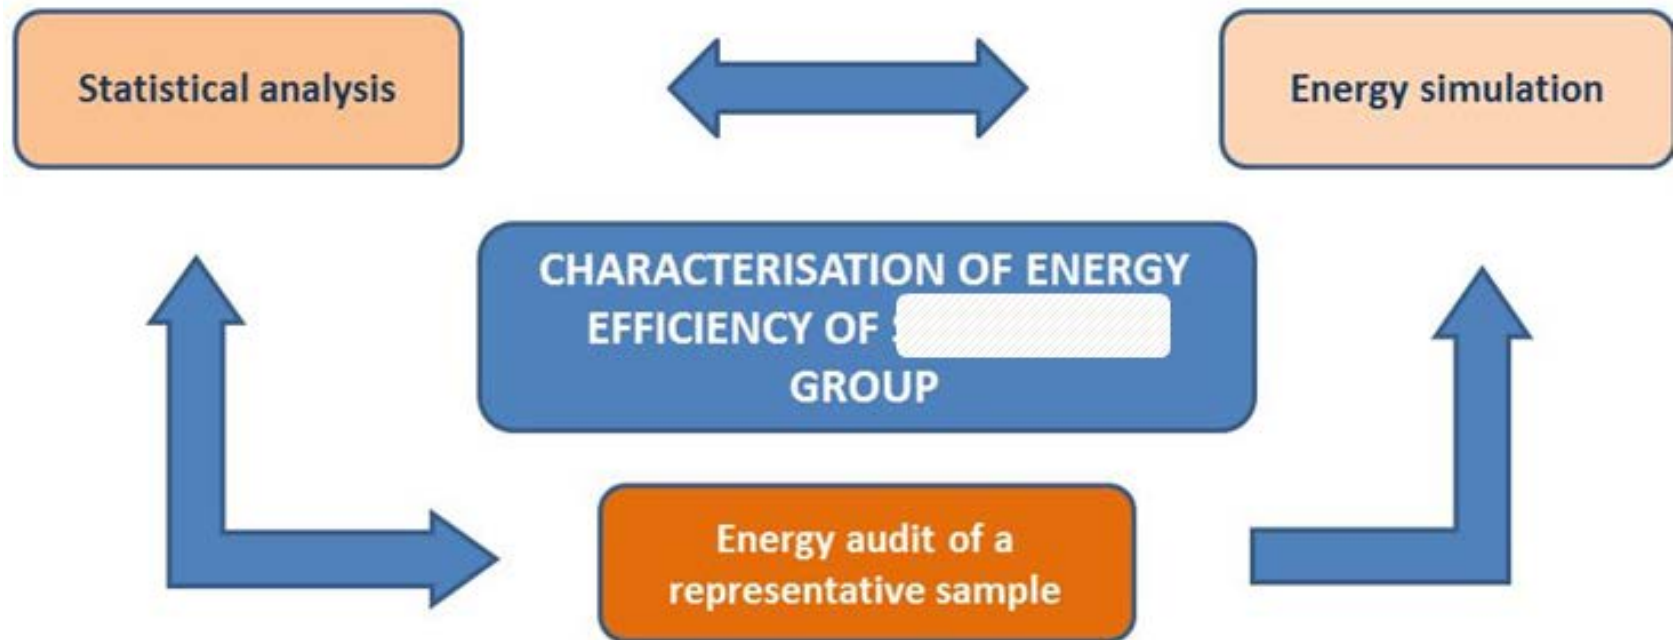 Statistical analysis
Energy simulation
CHARACTERISATION OF ENERGY
EFFICIENCY OF
GROUP
Energy audit of a
representative sample